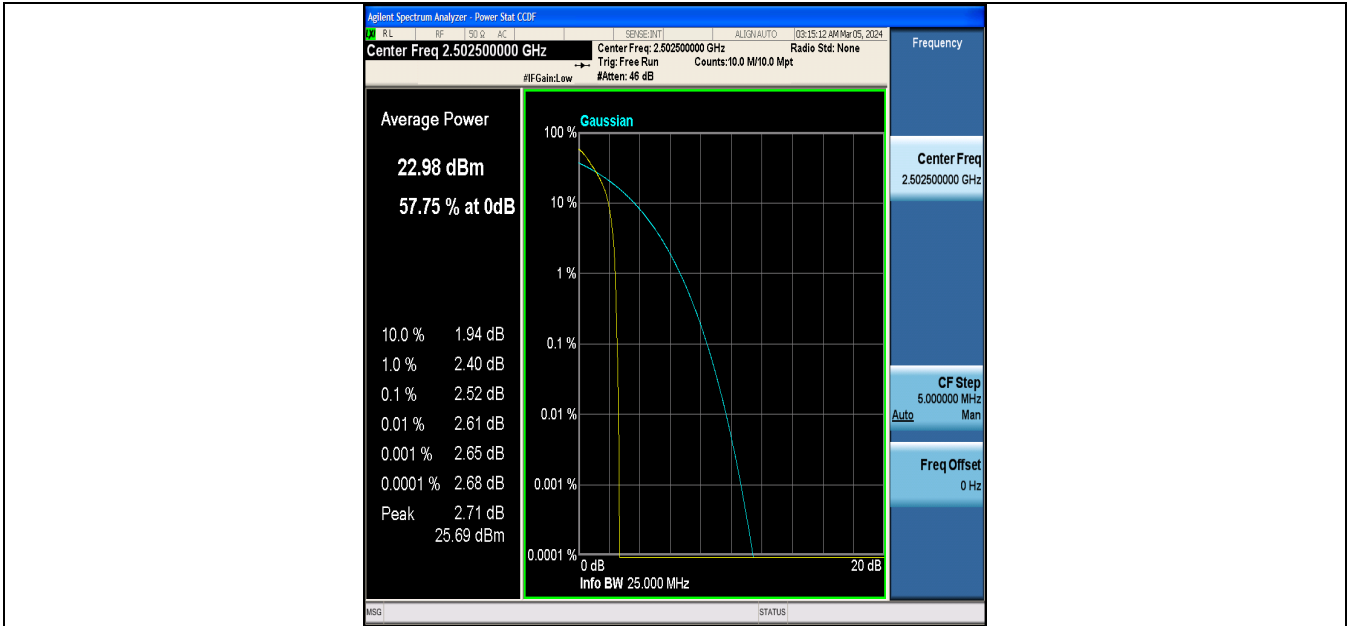 Agilent Spectrum Analyzer - Power Stat CCDF
LXI RL RF 50 Ω AC SENSE:INT ALIGN AUTO 03:15:12 AM Mar 05, 2024
Center Freq 2.502500000 GHz
Center Freq: 2.502500000 GHz Radio Std: None
Trig: Free Run Counts:10.0 M/10.0 Mpt
#IFGain:Low #Atten: 46 dB
Frequency
Average Power
22.98 dBm
57.75 % at 0dB
10.0 % 1.94 dB
1.0 % 2.40 dB
0.1 % 2.52 dB
0.01 % 2.61 dB
0.001 % 2.65 dB
0.0001 % 2.68 dB
Peak 2.71 dB
25.69 dBm
Gaussian
100 %
10 %
1 %
0.1 %
0.01 %
0.001 %
0.0001 %
0 dB 20 dB
Info BW 25.000 MHz
Center Freq
2.502500000 GHz
CF Step
5.000000 MHz
Auto Man
Freq Offset
0 Hz
MSG STATUS